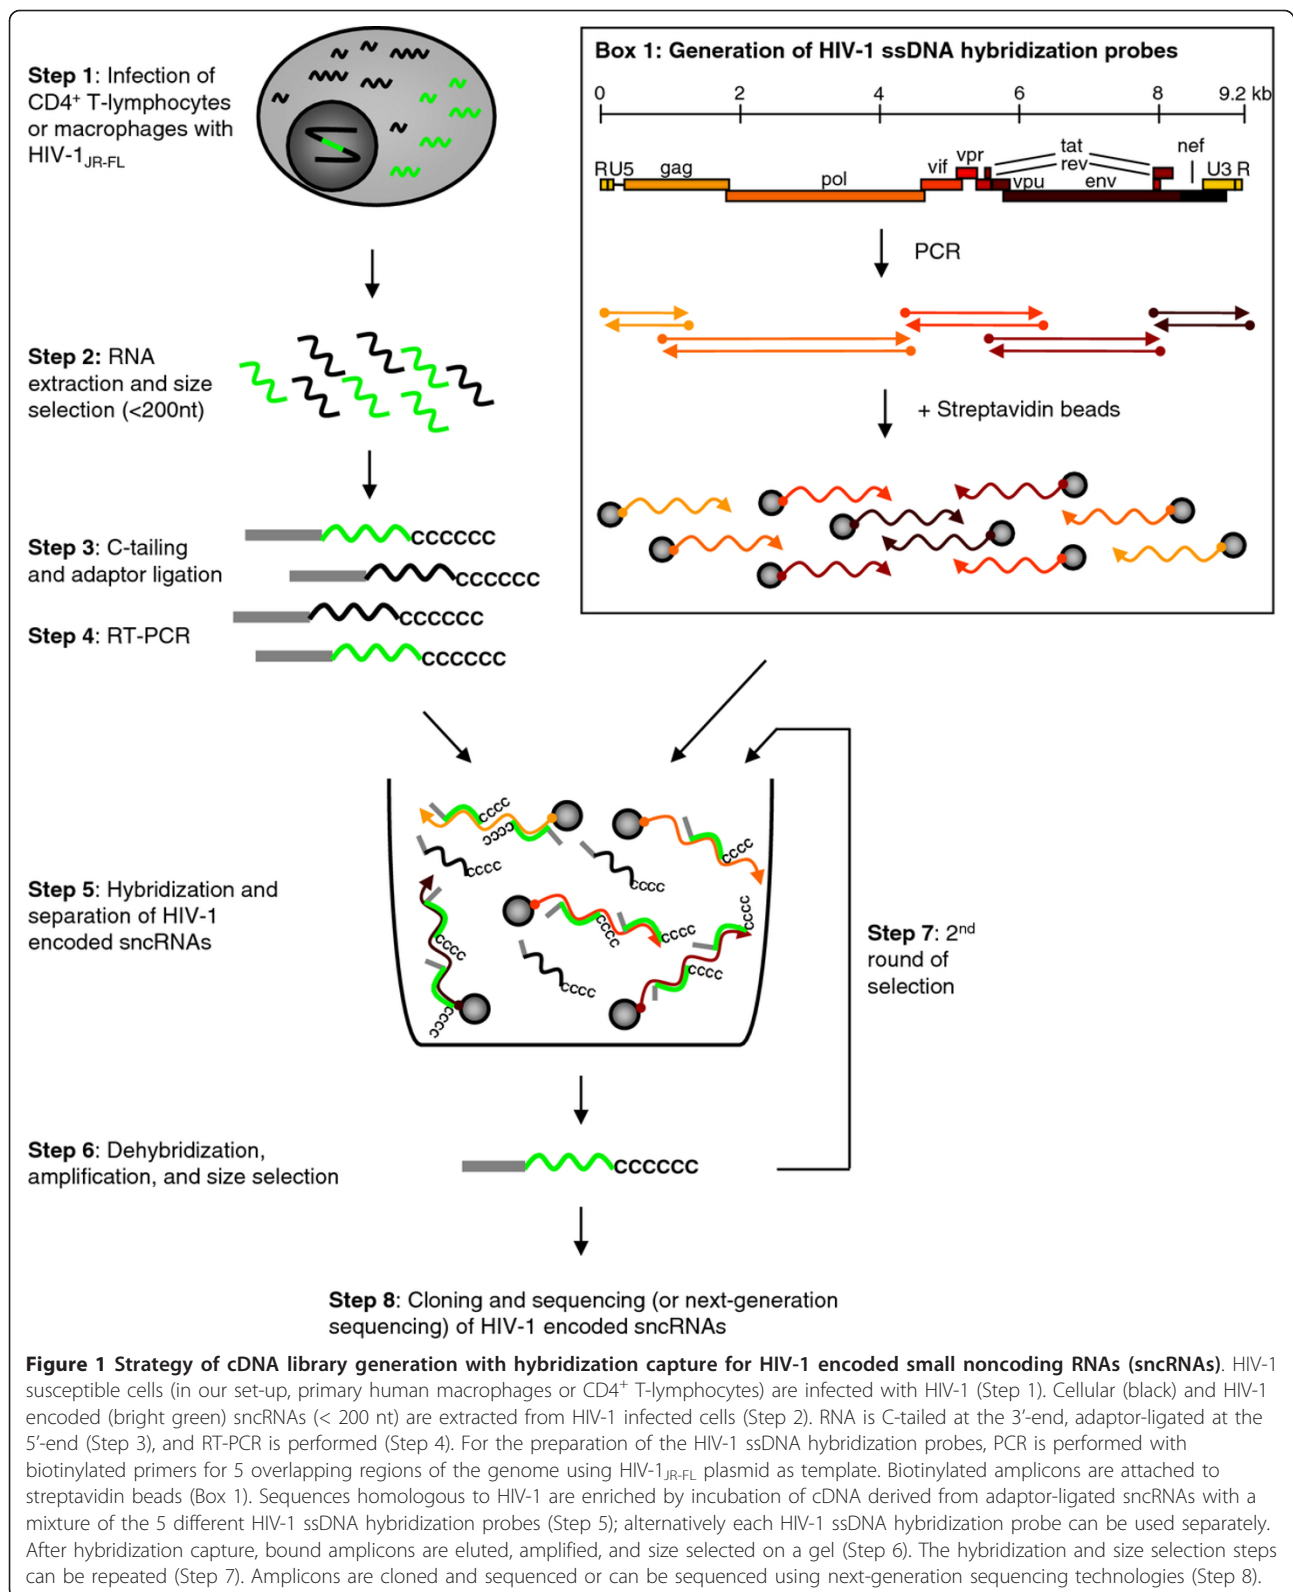 Step 1: Infection of
CD4⁺ T-lymphocytes
or macrophages with
HIV-1JR-FL
Box 1: Generation of HIV-1 ssDNA hybridization probes
0 2 4 6 8 9.2 kb
R U5 gag pol vif vpr vpu tat rev env nef U3 R
PCR
+ Streptavidin beads
Step 2: RNA
extraction and size
selection (<200nt)
Step 3: C-tailing
and adaptor ligation
Step 4: RT-PCR
CCCCCC
CCCCCC
CCCCCC
CCCCCC
Step 5: Hybridization and
separation of HIV-1
encoded sncRNAs
CCCC
CCCC
CCCC
CCCC
CCCC
CCCC
CCCC
CCCC
CCCC
CCCC
CCCC
CCCC
Step 7: 2nd
round of
selection
Step 6: Dehybridization,
amplification, and size selection
CCCCCC
Step 8: Cloning and sequencing (or next-generation
sequencing) of HIV-1 encoded sncRNAs
Figure 1 Strategy of cDNA library generation with hybridization capture for HIV-1 encoded small noncoding RNAs (sncRNAs). HIV-1
susceptible cells (in our set-up, primary human macrophages or CD4⁺ T-lymphocytes) are infected with HIV-1 (Step 1). Cellular (black) and HIV-1
encoded (bright green) sncRNAs (< 200 nt) are extracted from HIV-1 infected cells (Step 2). RNA is C-tailed at the 3’-end, adaptor-ligated at the
5’-end (Step 3), and RT-PCR is performed (Step 4). For the preparation of the HIV-1 ssDNA hybridization probes, PCR is performed with
biotinylated primers for 5 overlapping regions of the genome using HIV-1JR-FL plasmid as template. Biotinylated amplicons are attached to
streptavidin beads (Box 1). Sequences homologous to HIV-1 are enriched by incubation of cDNA derived from adaptor-ligated sncRNAs with a
mixture of the 5 different HIV-1 ssDNA hybridization probes (Step 5); alternatively each HIV-1 ssDNA hybridization probe can be used separately.
After hybridization capture, bound amplicons are eluted, amplified, and size selected on a gel (Step 6). The hybridization and size selection steps
can be repeated (Step 7). Amplicons are cloned and sequenced or can be sequenced using next-generation sequencing technologies (Step 8).